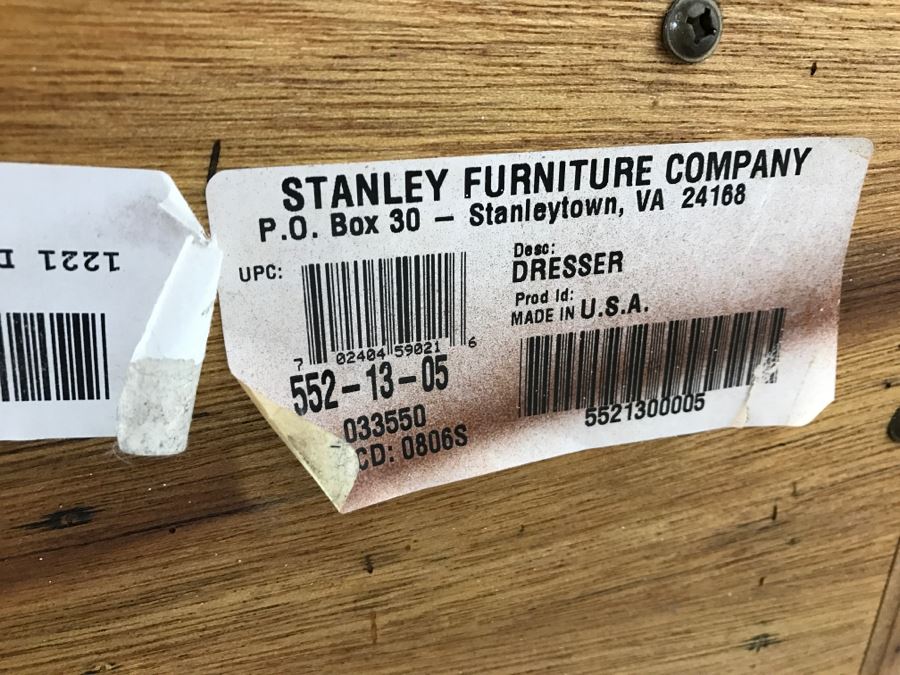 STANLEY FURNITURE COMPANY
P.O. Box 30 – Stanleytown, VA 24168
UPC:
7 02404 59021 6
552-13-05
033550
CD: 0806S
Desc:
DRESSER
Prod Id:
MADE IN U.S.A.
5521300005
1221